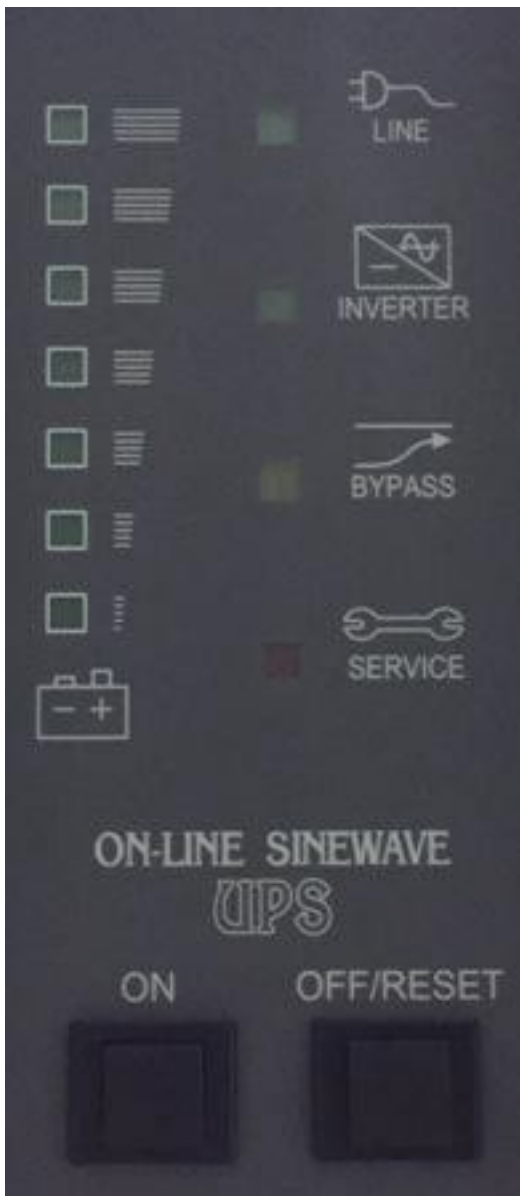 LINE
INVERTER
BYPASS
SERVICE
- +
ON-LINE SINEWAVE
UPS
ON
OFF/RESET